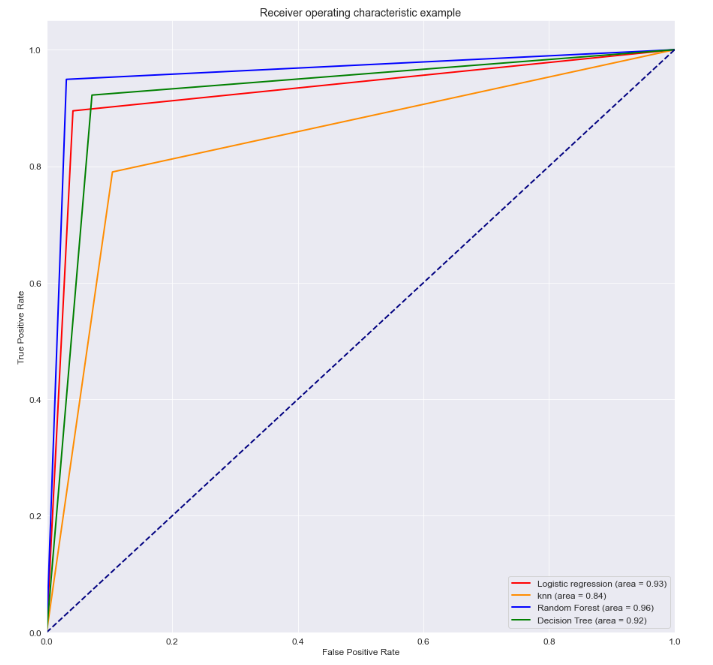 Receiver operating characteristic example
1.0
0.8
0.6
0.4
0.2
0.0
True Positive Rate
0.0 0.2 0.4 0.6 0.8 1.0
False Positive Rate
Logistic regression (area = 0.93)
knn (area = 0.84)
Random Forest (area = 0.96)
Decision Tree (area = 0.92)